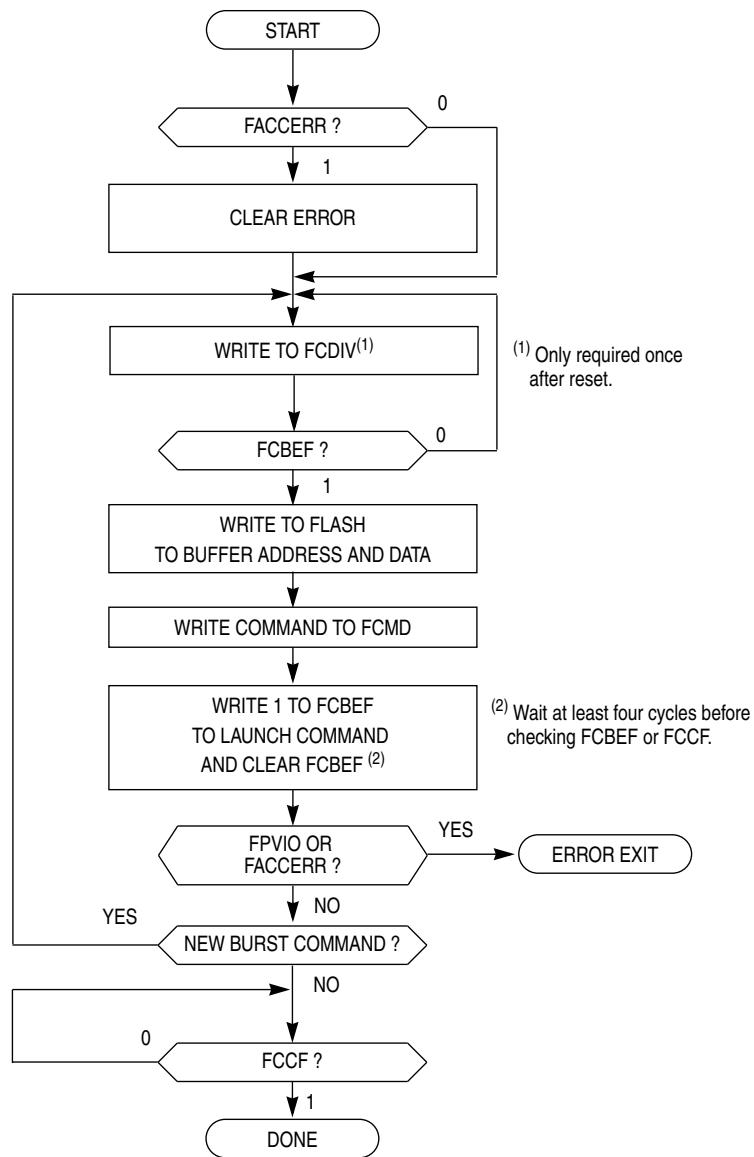 START
0
FACCERR ?
1
CLEAR ERROR
WRITE TO FCDIV(1)
(1) Only required once
after reset.
0
FCBEF ?
1
WRITE TO FLASH
TO BUFFER ADDRESS AND DATA
WRITE COMMAND TO FCMD
WRITE 1 TO FCBEF
TO LAUNCH COMMAND
AND CLEAR FCBEF (2)
(2) Wait at least four cycles before
checking FCBEF or FCCF.
FPVIO OR
FACCERR ?
YES
ERROR EXIT
NO
YES
NEW BURST COMMAND ?
NO
0
FCCF ?
1
DONE